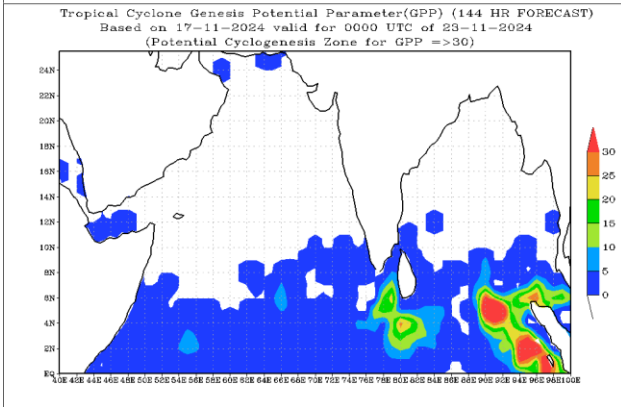 Tropical Cyclone Genesis Potential Parameter(GPP) (144 HR FORECAST)
Based on 17-11-2024 valid for 0000 UTC of 23-11-2024
(Potential Cyclogenesis Zone for GPP =>30)
24N
22N
20N
18N
16N
14N
12N
10N
8N
6N
4N
2N
EQ
40E 42E 44E 46E 48E 50E 52E 54E 56E 58E 60E 62E 64E 66E 68E 70E 72E 74E 76E 78E 80E 82E 84E 86E 88E 90E 92E 94E 96E 98E 100E
30
25
20
15
10
5
0